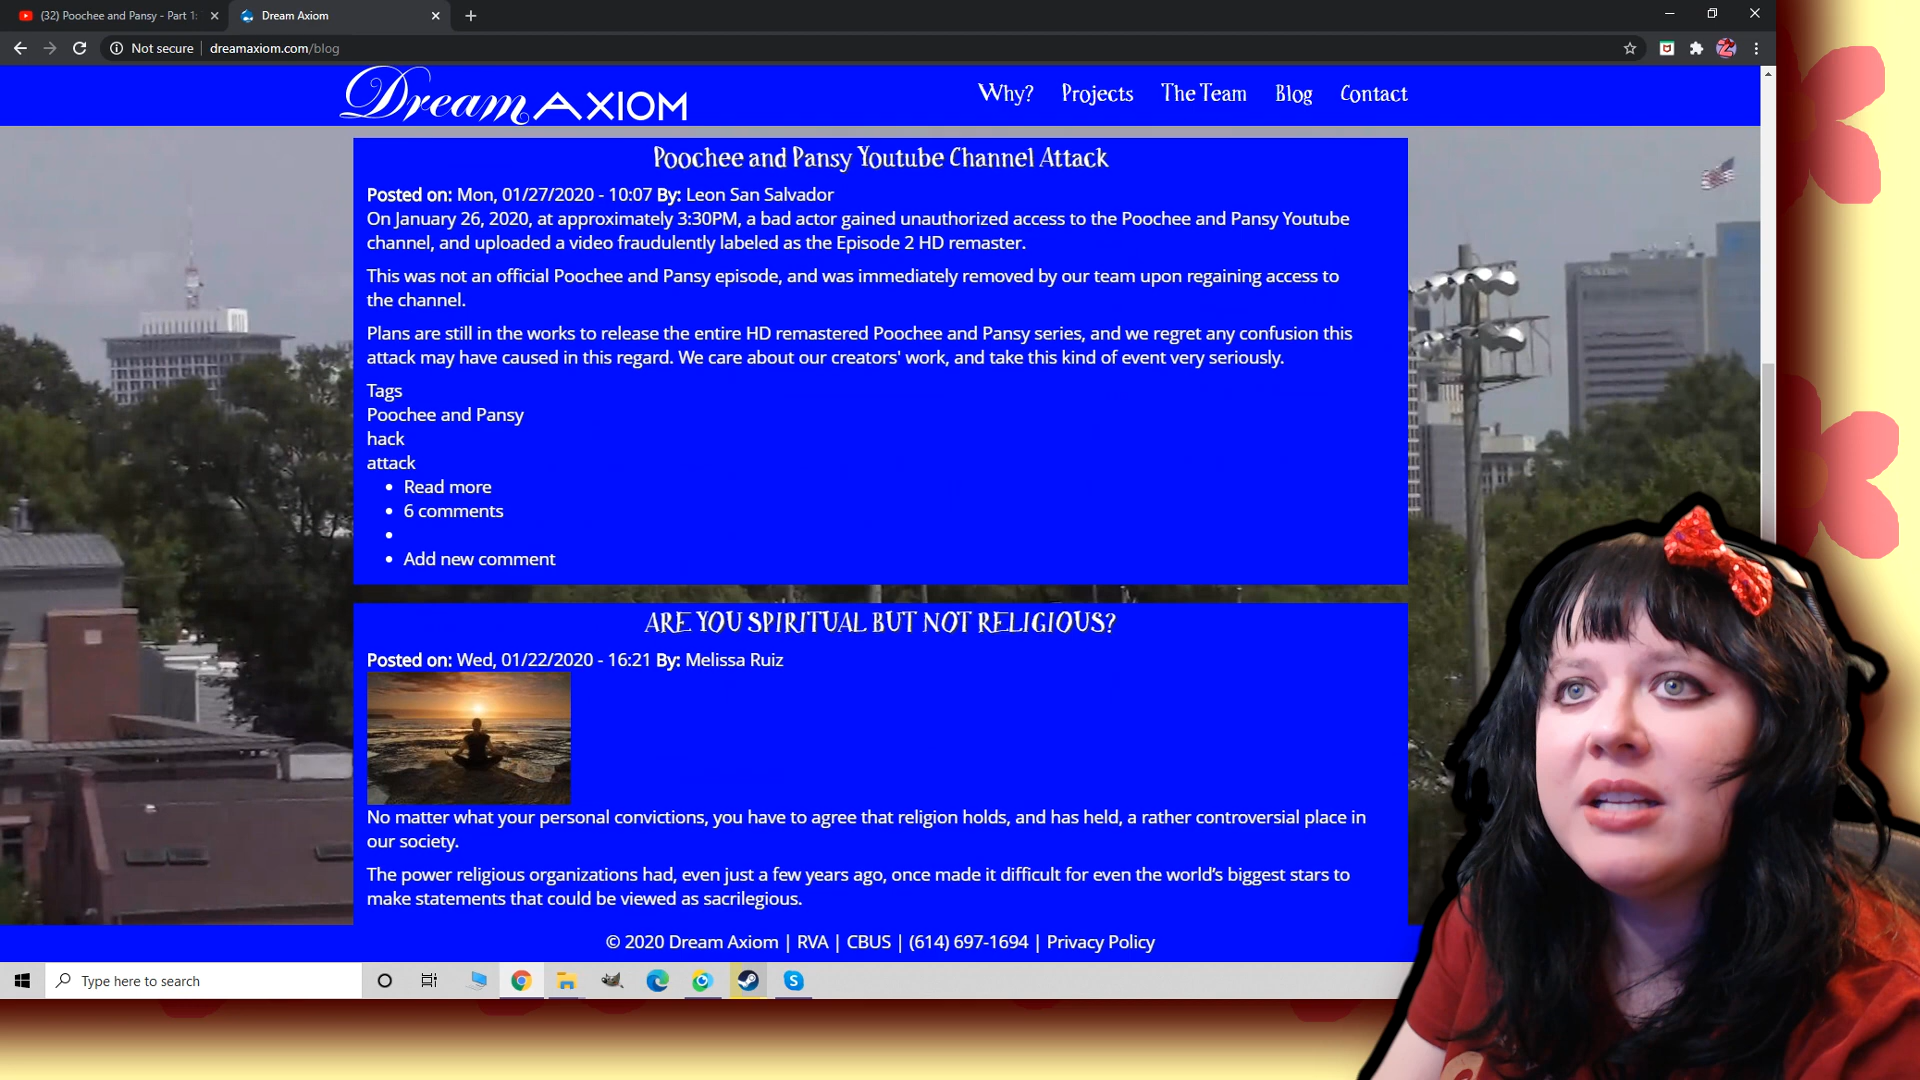 (32) Poochee and Pansy - Part 1:
Dream Axiom
Not secure
dreamaxiom.com/blog
Dream AXIOM
Why?
Projects
The Team
Blog
Contact
Poochee and Pansy Youtube Channel Attack
Posted on: Mon, 01/27/2020 - 10:07 By: Leon San Salvador
On January 26, 2020, at approximately 3:30PM, a bad actor gained unauthorized access to the Poochee and Pansy Youtube
channel, and uploaded a video fraudulently labeled as the Episode 2 HD remaster.
This was not an official Poochee and Pansy episode, and was immediately removed by our team upon regaining access to
the channel.
Plans are still in the works to release the entire HD remastered Poochee and Pansy series, and we regret any confusion this
attack may have caused in this regard. We care about our creators' work, and take this kind of event very seriously.
Tags
Poochee and Pansy
hack
attack
Read more
6 comments
Add new comment
ARE YOU SPIRITUAL BUT NOT RELIGIOUS?
Posted on: Wed, 01/22/2020 - 16:21 By: Melissa Ruiz
No matter what your personal convictions, you have to agree that religion holds, and has held, a rather controversial place in
our society.
The power religious organizations had, even just a few years ago, once made it difficult for even the world's biggest stars to
make statements that could be viewed as sacrilegious.
© 2020 Dream Axiom | RVA | CBUS | (614) 697-1694 | Privacy Policy
Type here to search